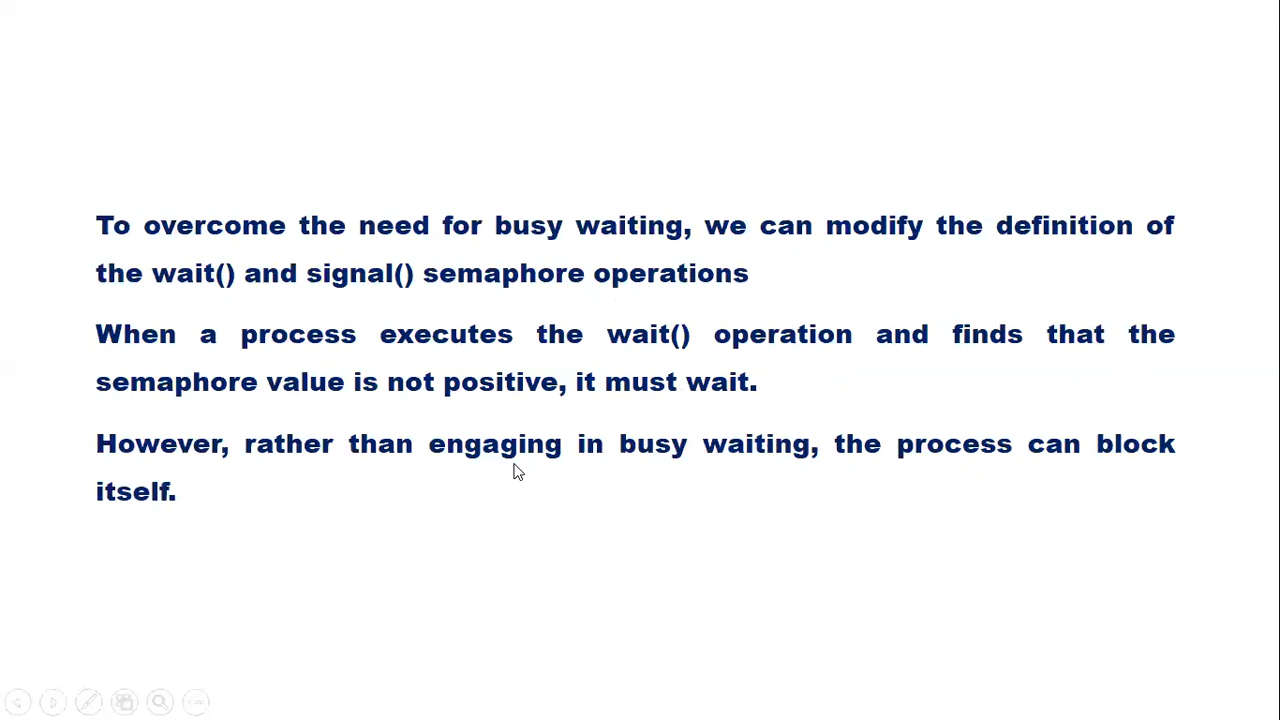 To overcome the need for busy waiting, we can modify the definition of
the wait() and signal() semaphore operations
When a process executes the wait() operation and finds that the
semaphore value is not positive, it must wait.
However, rather than engaging in busy waiting, the process can block
itself.